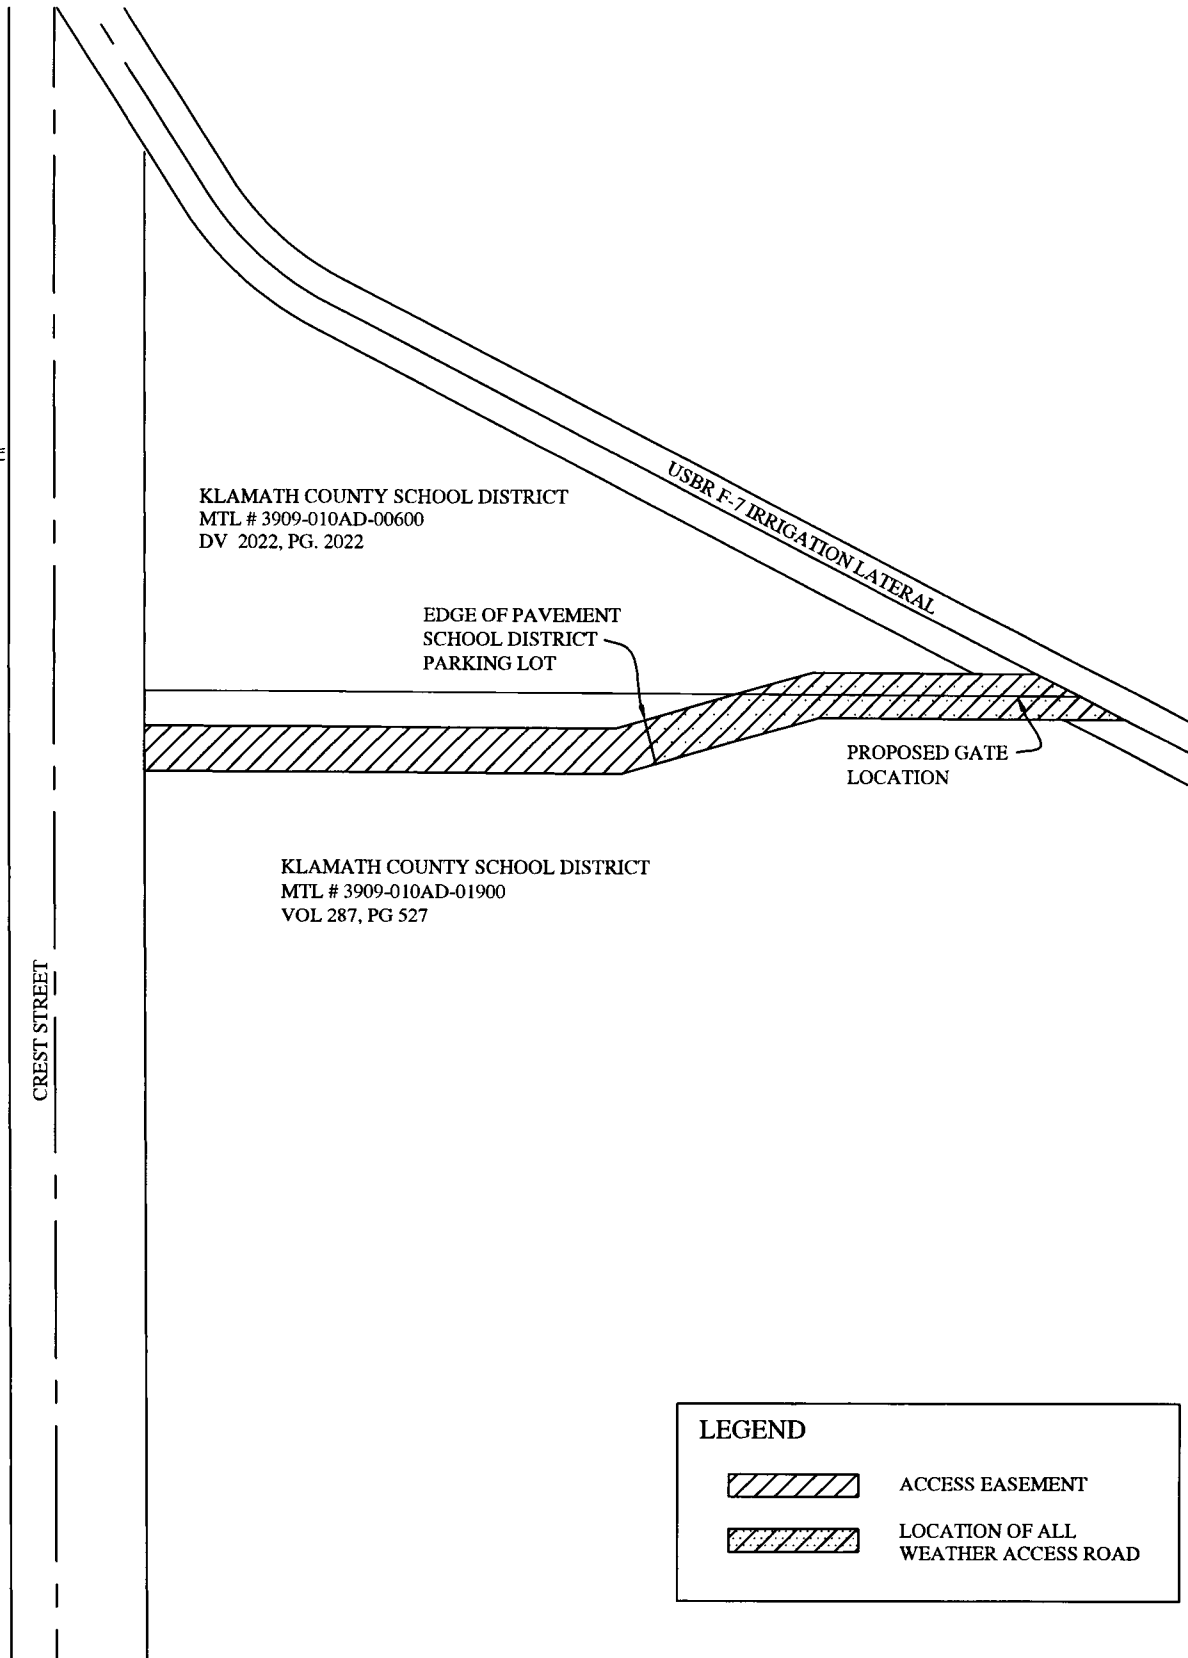 KLAMATH COUNTY SCHOOL DISTRICT
MTL # 3909-010AD-00600
DV 2022, PG. 2022
USBR F-7 IRRIGATION LATERAL
EDGE OF PAVEMENT
SCHOOL DISTRICT
PARKING LOT
PROPOSED GATE
LOCATION
KLAMATH COUNTY SCHOOL DISTRICT
MTL # 3909-010AD-01900
VOL 287, PG 527
CREST STREET
LEGEND
ACCESS EASEMENT
LOCATION OF ALL
WEATHER ACCESS ROAD